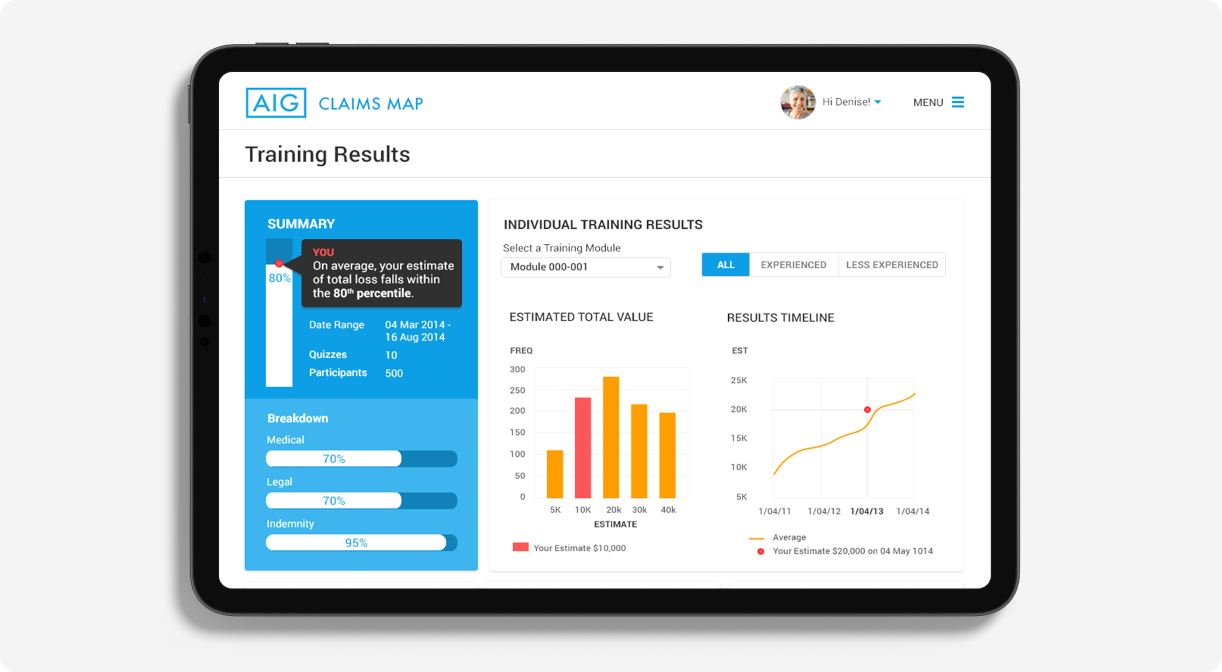 AIG CLAIMS MAP
Hi Denise!
MENU
Training Results
SUMMARY
80%
YOU
On average, your estimate
of total loss falls within
the 80th percentile.
Date Range 04 Mar 2014 -
16 Aug 2014
Quizzes 10
Participants 500
Breakdown
Medical
70%
Legal
70%
Indemnity
95%
INDIVIDUAL TRAINING RESULTS
Select a Training Module
Module 000-001
ALL EXPERIENCED LESS EXPERIENCED
ESTIMATED TOTAL VALUE
FREQ
300
250
200
150
100
50
0
5K 10K 20k 30k 40k
ESTIMATE
Your Estimate $10,000
RESULTS TIMELINE
EST
25K
20K
15K
10K
5K
1/04/11 1/04/12 1/04/13 1/04/14
Average
Your Estimate $20,000 on 04 May 1014